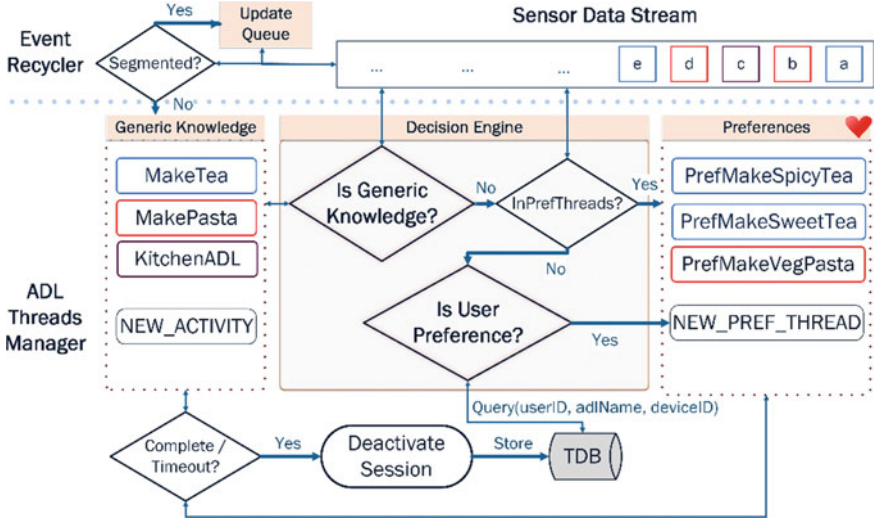 Yes
Update
Queue
Sensor Data Stream
Event
Recycler
Segmented?
...
...
...
e
d
c
b
a
No
Generic Knowledge
Decision Engine
Preferences
MakeTea
MakePasta
KitchenADL
NEW_ACTIVITY
Is Generic
Knowledge?
No
InPrefThreads?
Yes
PrefMakeSpicyTea
PrefMakeSweetTea
PrefMakeVegPasta
No
ADL
Threads
Manager
Is User
Preference?
Yes
NEW_PREF_THREAD
Query(userID, adlName, deviceID)
Complete /
Timeout?
Yes
Deactivate
Session
Store
TDB